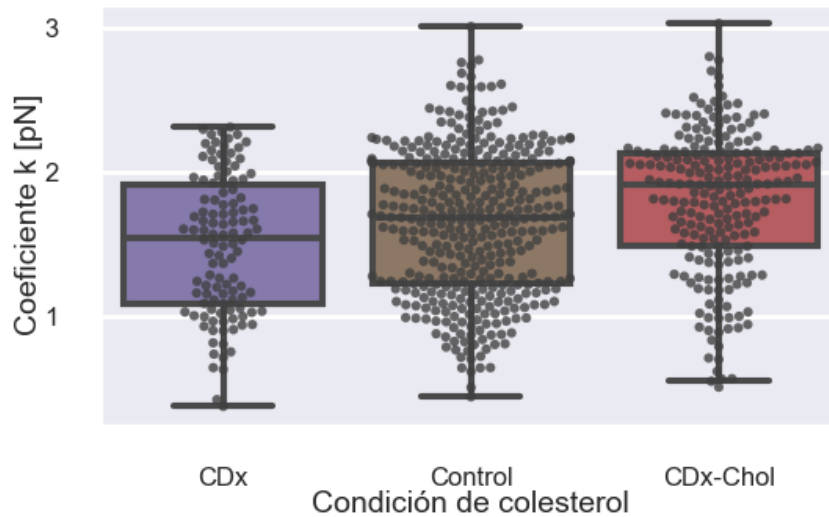 3
2
1
Coeficiente k [pN]
CDx
Control
CDx-Chol
Condición de colesterol